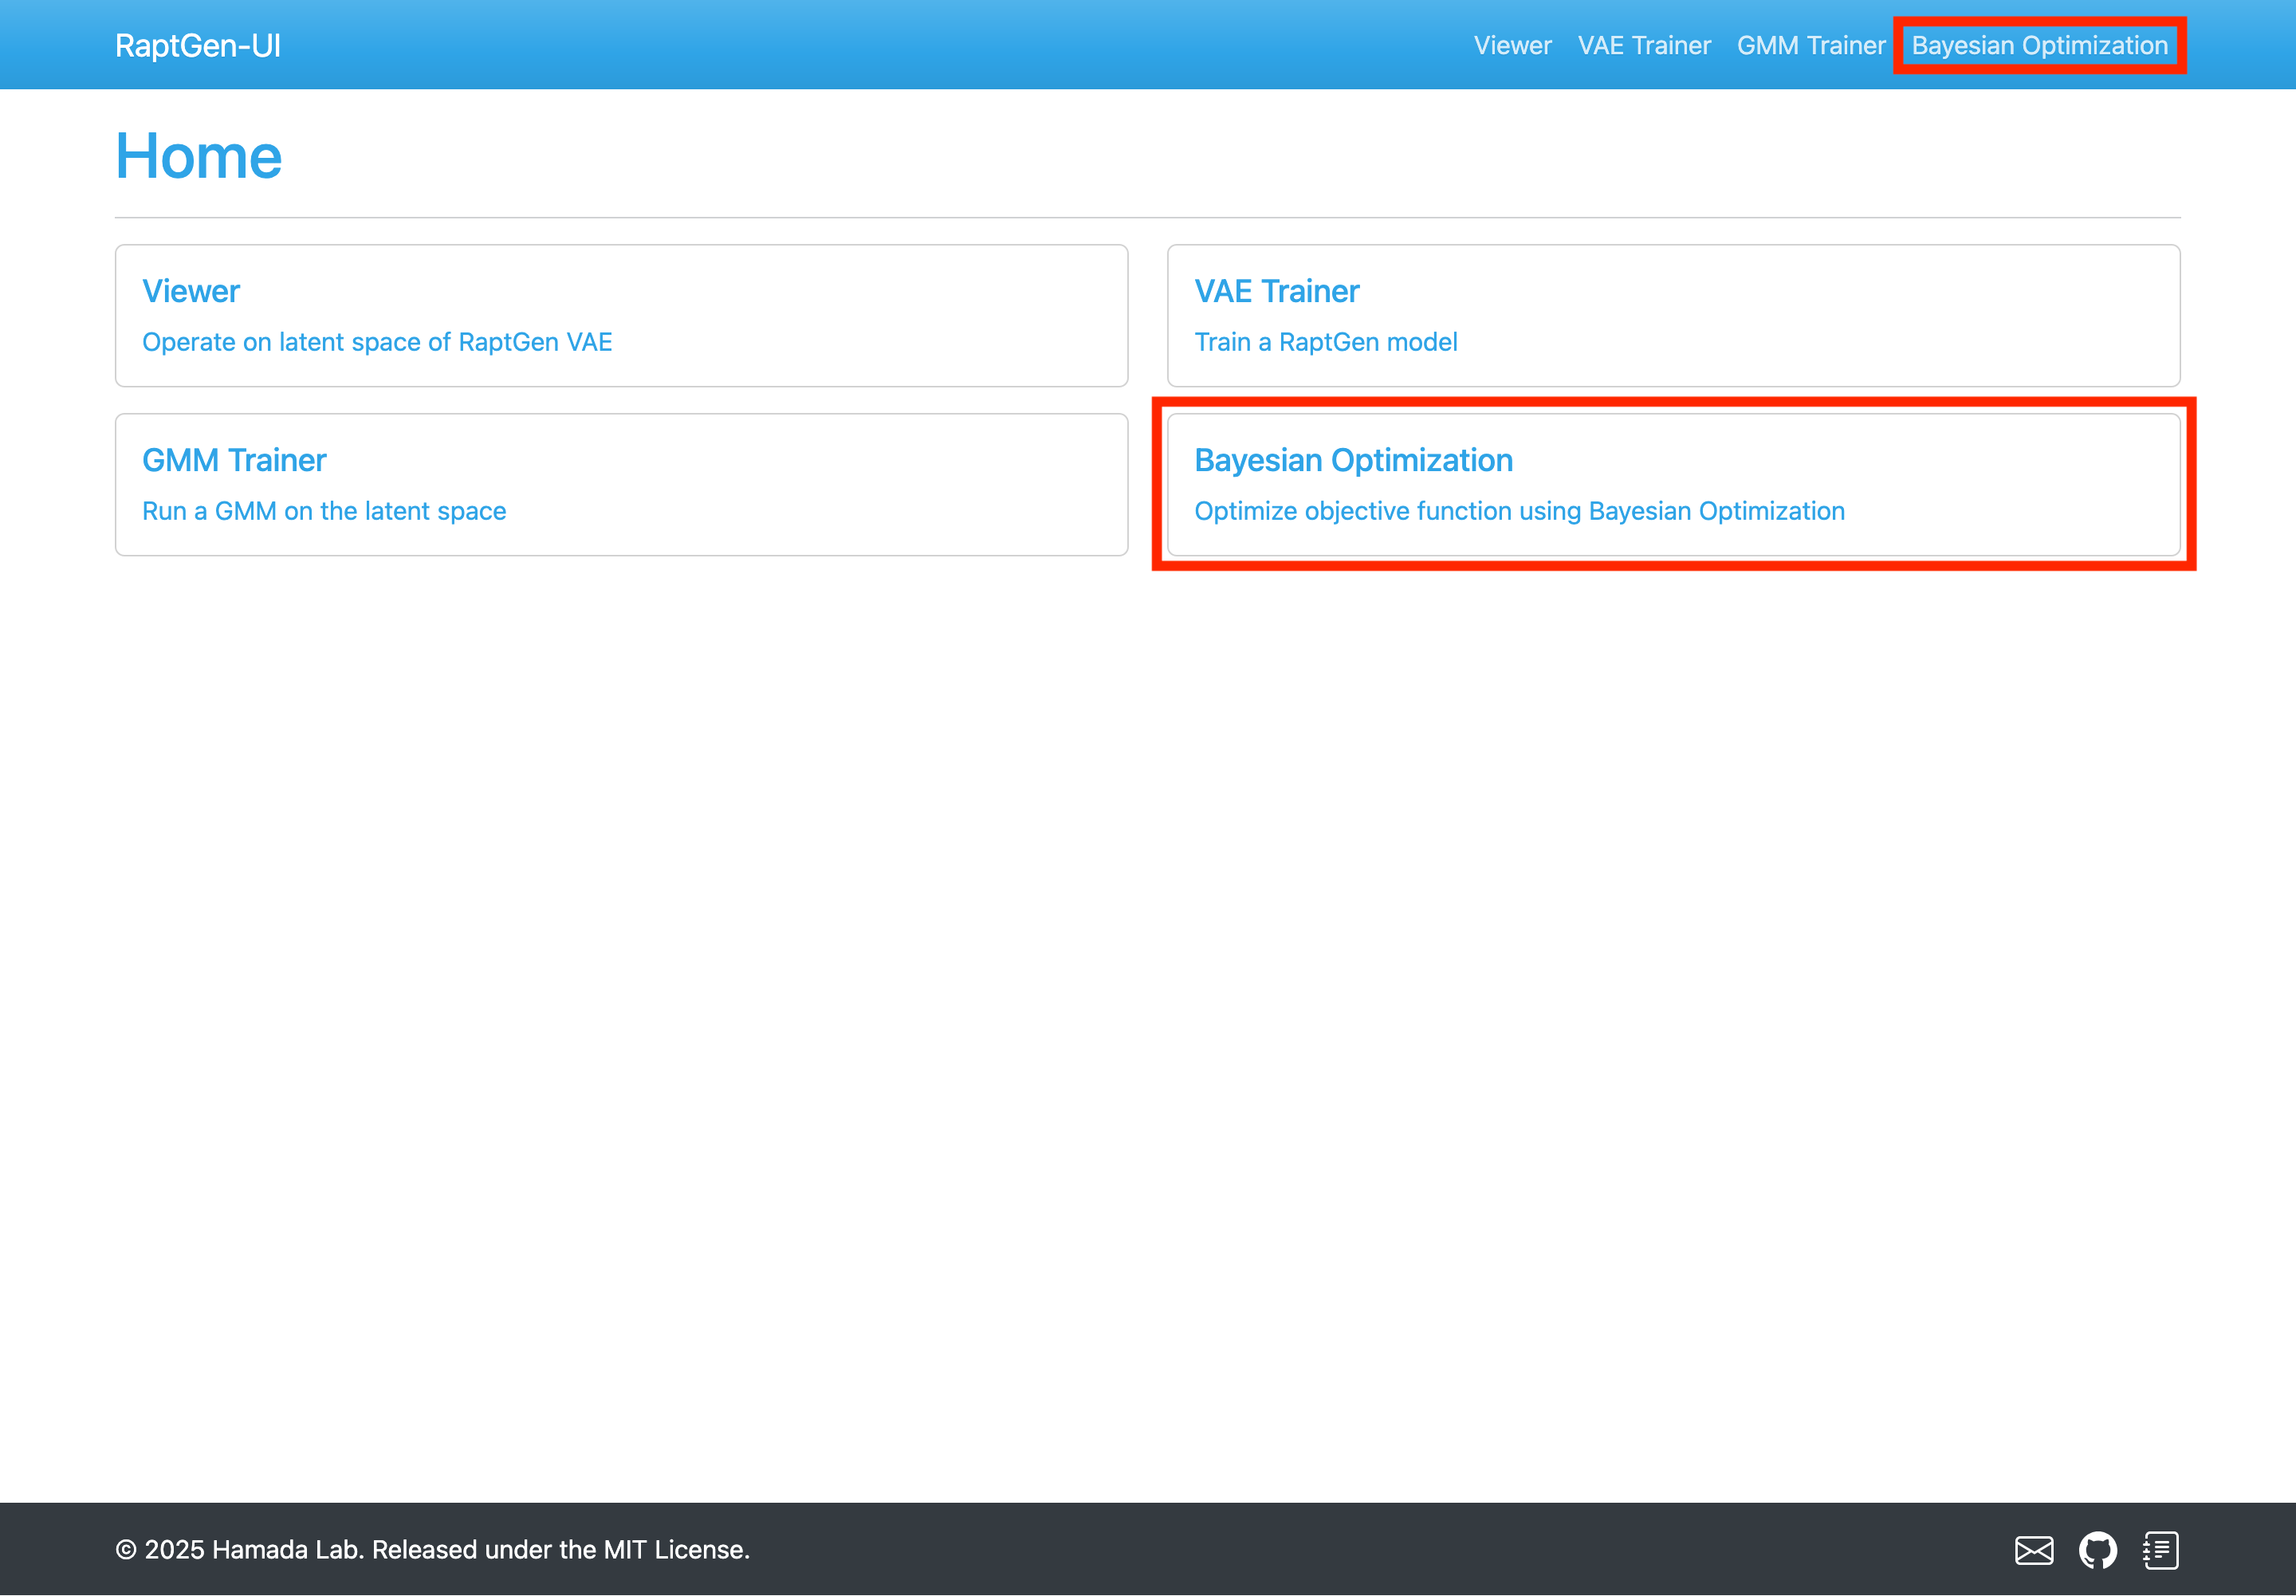 RaptGen-UI
Viewer VAE Trainer GMM Trainer Bayesian Optimization
Home
Viewer
Operate on latent space of RaptGen VAE
VAE Trainer
Train a RaptGen model
GMM Trainer
Run a GMM on the latent space
Bayesian Optimization
Optimize objective function using Bayesian Optimization
© 2025 Hamada Lab. Released under the MIT License.